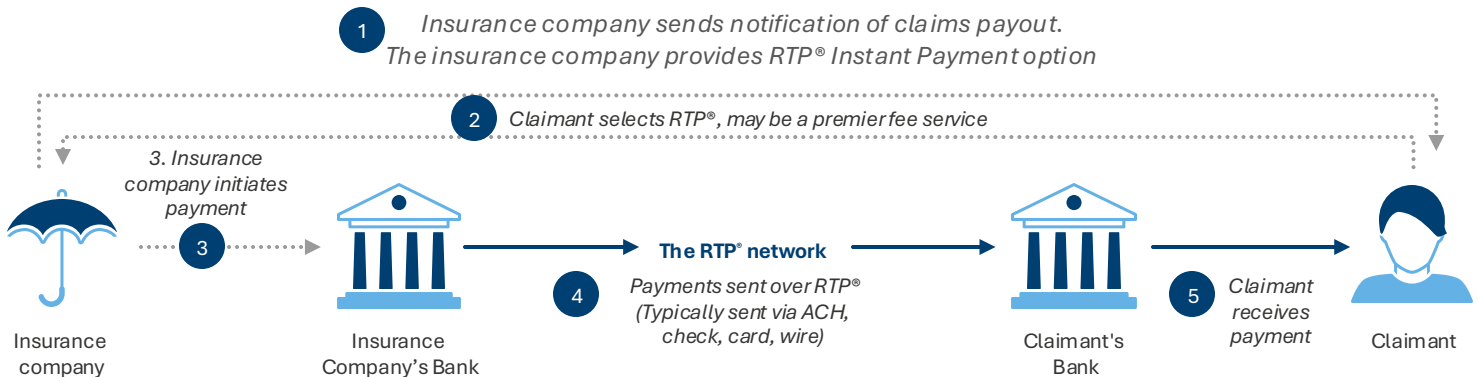 1
Insurance company sends notification of claims payout.
The insurance company provides RTP® Instant Payment option
2
Claimant selects RTP®, may be a premier fee service
3. Insurance
company initiates
payment
3
The RTP® network
4
Payments sent over RTP®
(Typically sent via ACH,
check, card, wire)
5
Claimant
receives
payment
Insurance
company
Insurance
Company’s Bank
Claimant's
Bank
Claimant